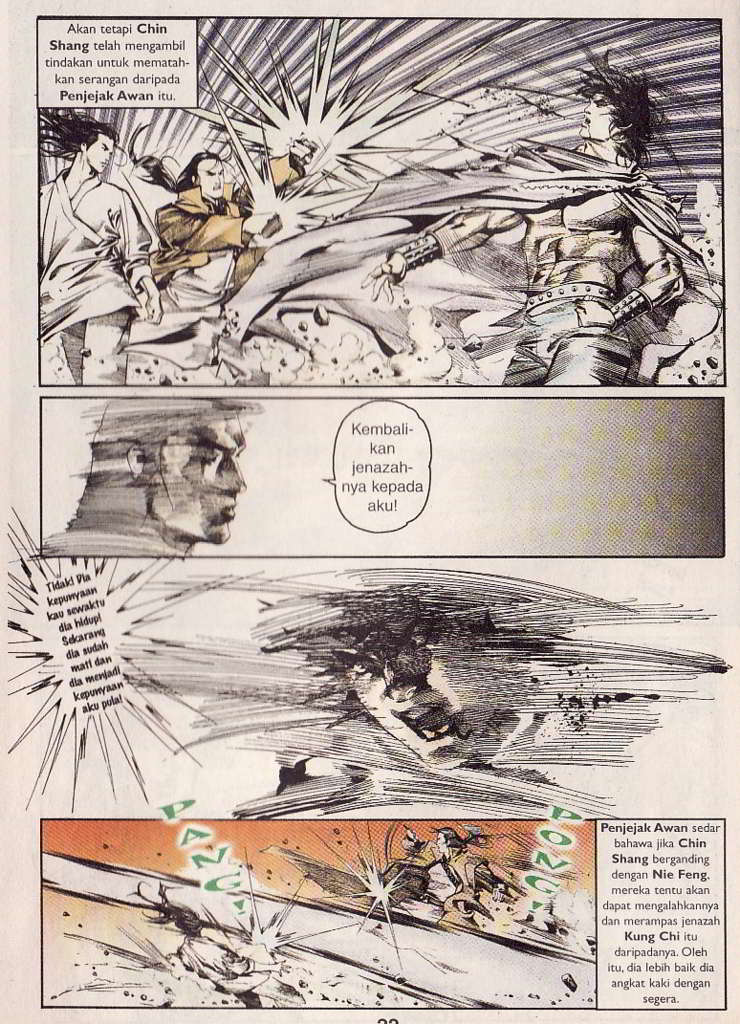 Akan tetapi Chin
Shang telah mengambil
tindakan untuk mematah-
kan serangan daripada
Penjejak Awan itu.
Kembali-
kan
jenazah-
nya kepada
aku!
Tidak! Dia
kepunyaan
kau sewaktu
dia hidup!
Sekarang
dia sudah
mati dan
dia menjadi
kepunyaan
aku pula!
PANG!
PONG!
Penjejak Awan sedar
bahawa jika Chin
Shang berganding
dengan Nie Feng,
mereka tentu akan
dapat mengalahkannya
dan merampas jenazah
Kung Chi itu
daripadanya. Oleh
itu, dia lebih baik dia
angkat kaki dengan
segera.